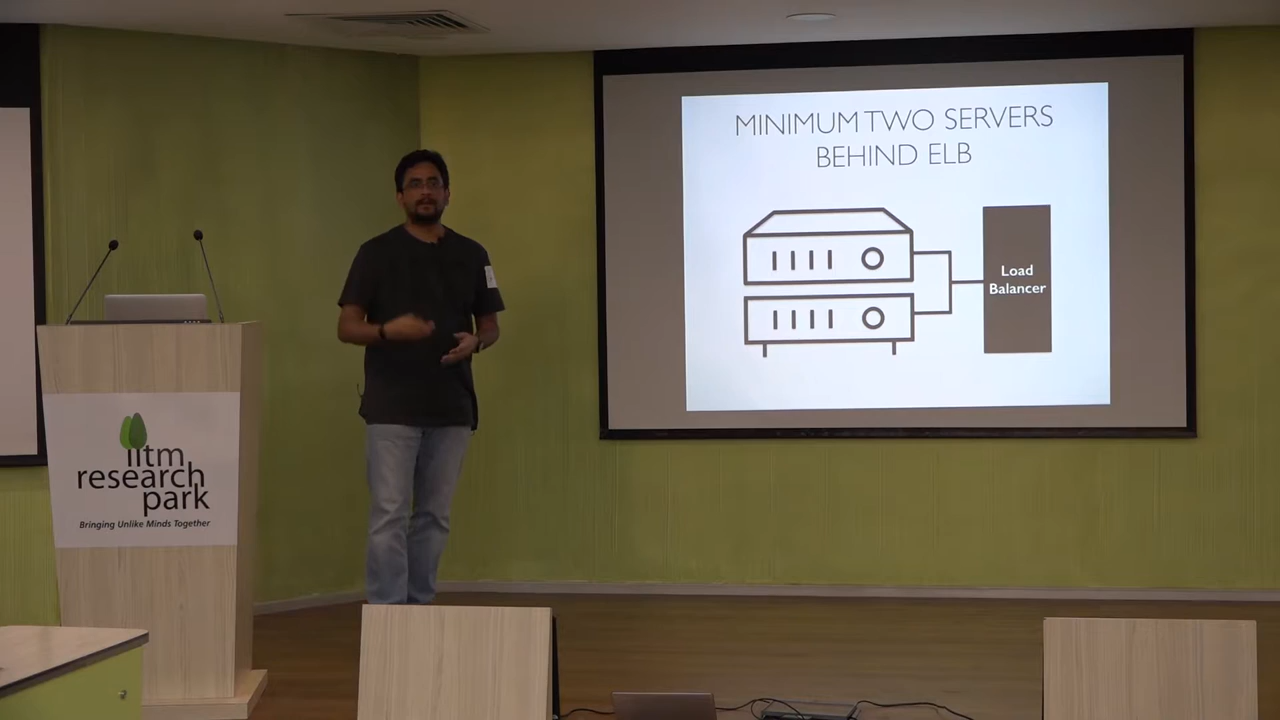 MINIMUM TWO SERVERS
BEHIND ELB
Load
Balancer
iitm
research
park
Bringing Unlike Minds Together